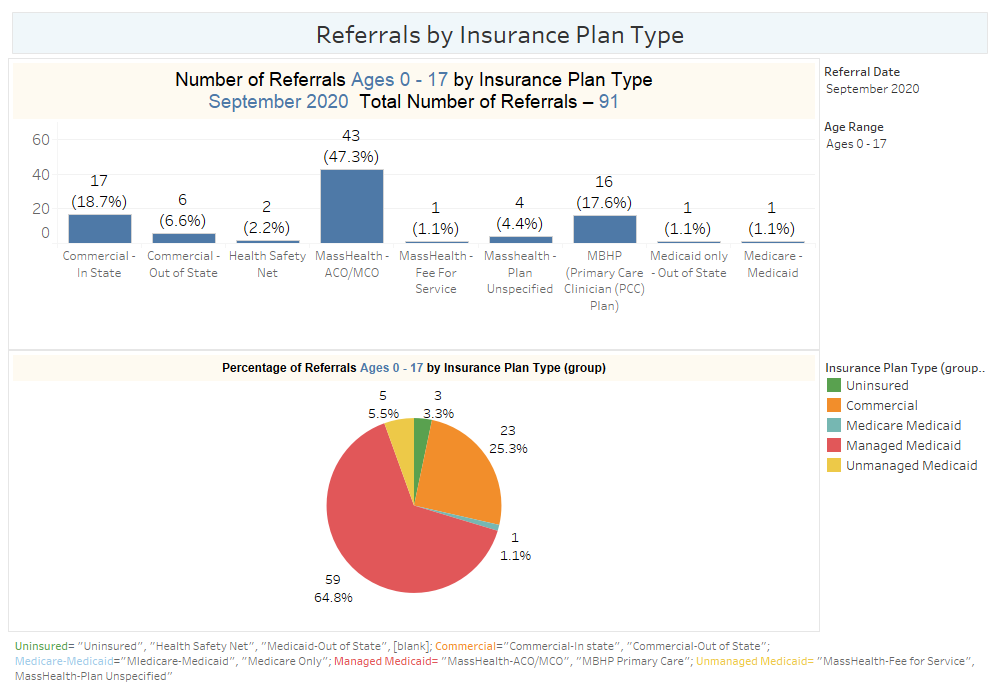 Referrals by Insurance Plan Type
Number of Referrals Ages 0 - 17 by Insurance Plan Type
September 2020 Total Number of Referrals – 91
Referral Date
September 2020
Age Range
Ages 0 - 17
60
40
20
0
17
(18.7%)
6
(6.6%)
2
(2.2%)
43
(47.3%)
1
(1.1%)
4
(4.4%)
16
(17.6%)
1
(1.1%)
1
(1.1%)
Commercial -
In State
Commercial -
Out of State
Health Safety
Net
MassHealth -
ACO/MCO
MassHealth -
Fee For
Service
Masshealth -
Plan
Unspecified
MBHP
(Primary Care
Clinician (PCC)
Plan)
Medicaid only
- Out of State
Medicare -
Medicaid
Percentage of Referrals Ages 0 - 17 by Insurance Plan Type (group)
5
5.5%
3
3.3%
23
25.3%
1
1.1%
59
64.8%
Insurance Plan Type (group..
Uninsured
Commercial
Medicare Medicaid
Managed Medicaid
Unmanaged Medicaid
Uninsured= "Uninsured", "Health Safety Net", "Medicaid-Out of State", [blank]; Commercial="Commercial-In state", "Commercial-Out of State";
Medicare-Medicaid="MIedicare-Medicaid", "Medicare Only"; Managed Medicaid= "MassHealth-ACO/MCO", "MBHP Primary Care"; Unmanaged Medicaid= "MassHealth-Fee for Service",
MassHealth-Plan Unspecified"